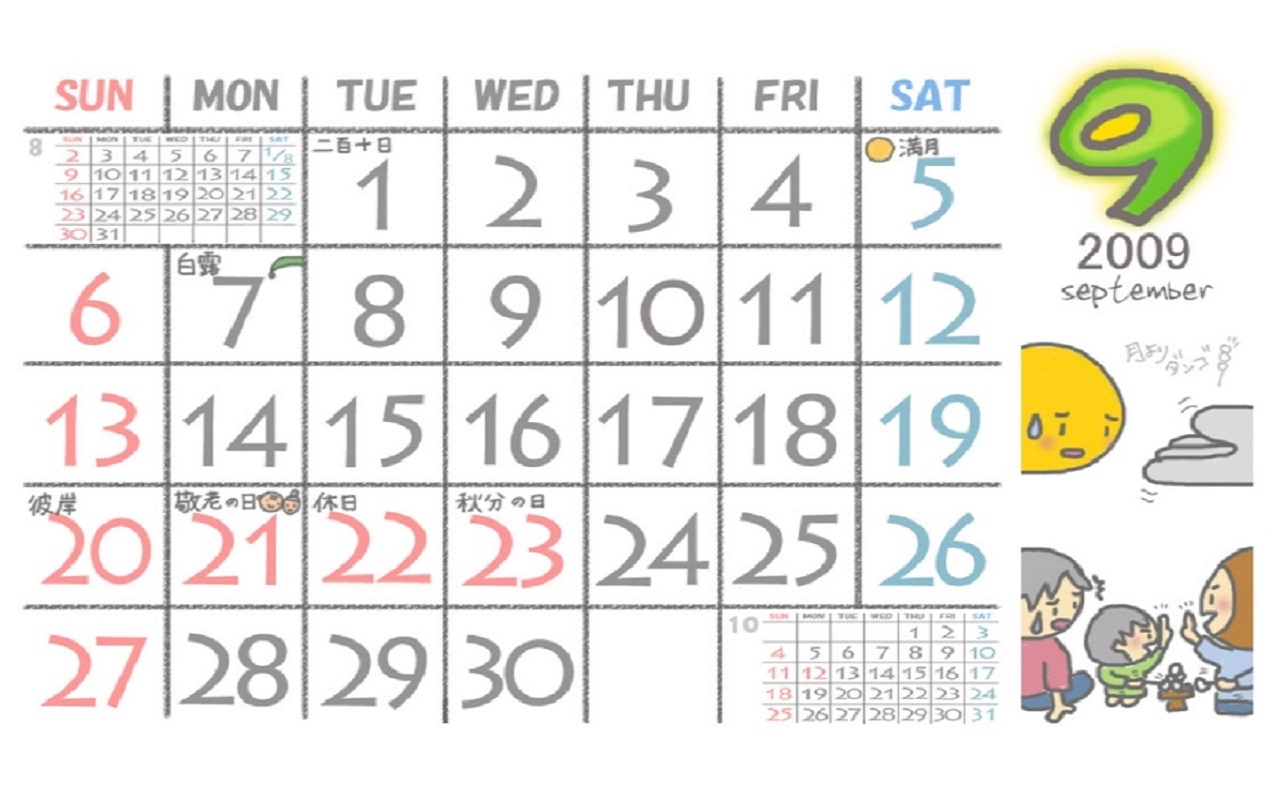 SUN MON TUE WED THU FRI SAT
8
SUN MON TUE WED THU FRI SAT
2 3 4 5 6 7 1/8
9 10 11 12 13 14 15
16 17 18 19 20 21 22
23 24 25 26 27 28 29
30 31
二百十日 満月
1 2 3 4 5
白露
6 7 8 9 10 11 12
13 14 15 16 17 18 19
彼岸 敬老の日 休日 秋分の日
20 21 22 23 24 25 26
27 28 29 30
10
SUN MON TUE WED THU FRI SAT
1 2 3
4 5 6 7 8 9 10
11 12 13 14 15 16 17
18 19 20 21 22 23 24
25 26 27 28 29 30 31
9
2009
september
月より
ダンゴ